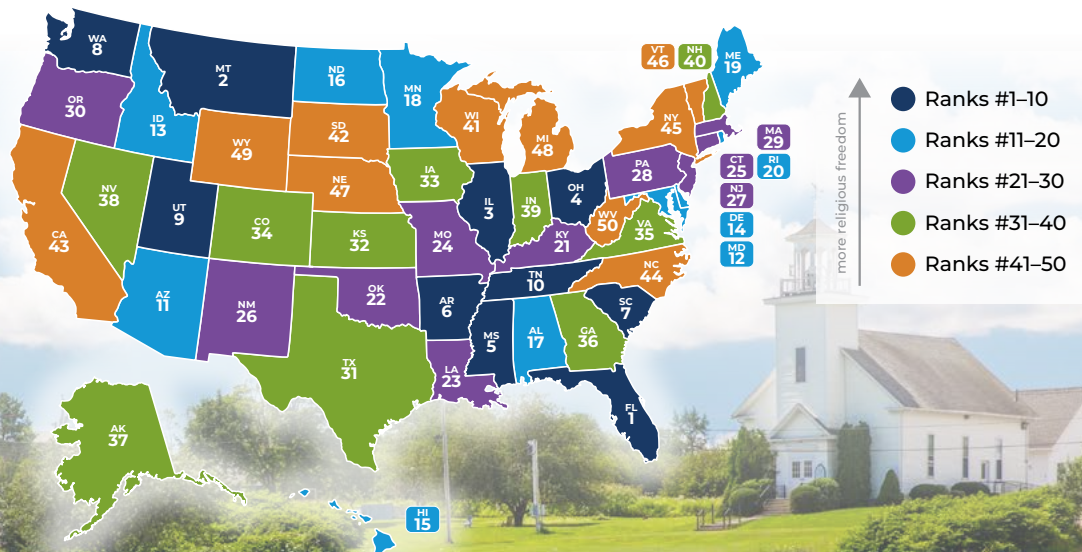 WA
8
MT
2
ND
16
MN
18
VT
46
NH
40
ME
19
OR
30
ID
13
WY
49
SD
42
WI
41
MI
48
NY
45
MA
29
CT
25
RI
20
NJ
27
DE
14
MD
12
NV
38
UT
9
CO
34
NE
47
IA
33
IL
3
IN
39
OH
4
PA
28
CA
43
KS
32
MO
24
KY
21
WV
50
VA
35
AZ
11
NM
26
OK
22
AR
6
TN
10
NC
44
SC
7
TX
31
LA
23
MS
5
AL
17
GA
36
FL
1
AK
37
HI
15
more religious freedom
Ranks #1–10
Ranks #11–20
Ranks #21–30
Ranks #31–40
Ranks #41–50